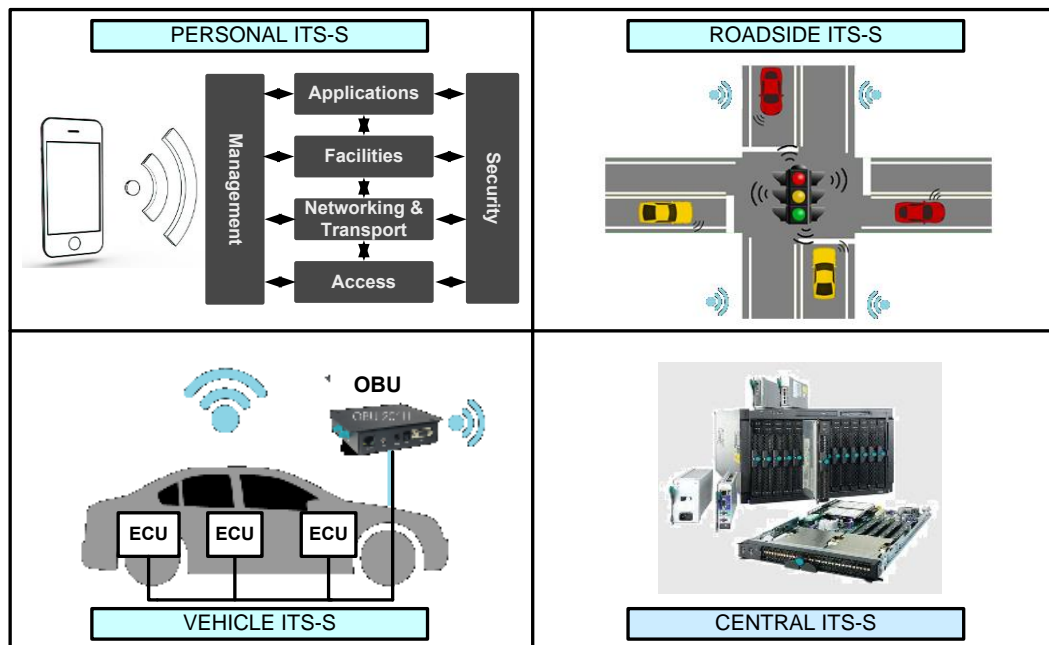 PERSONAL ITS-S
Management
Applications
Facilities
Networking &
Transport
Access
Security
ROADSIDE ITS-S
OBU
ECU
ECU
ECU
VEHICLE ITS-S
CENTRAL ITS-S